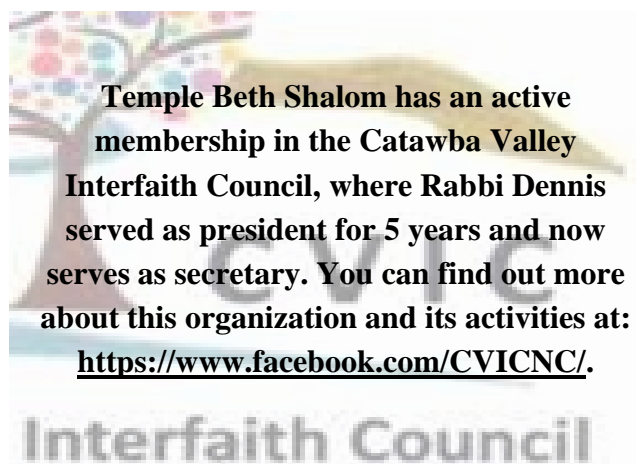 Temple Beth Shalom has an active
membership in the Catawba Valley
Interfaith Council, where Rabbi Dennis
served as president for 5 years and now
serves as secretary. You can find out more
about this organization and its activities at:
https://www.facebook.com/CVICNC/.
CVIC
Interfaith Council